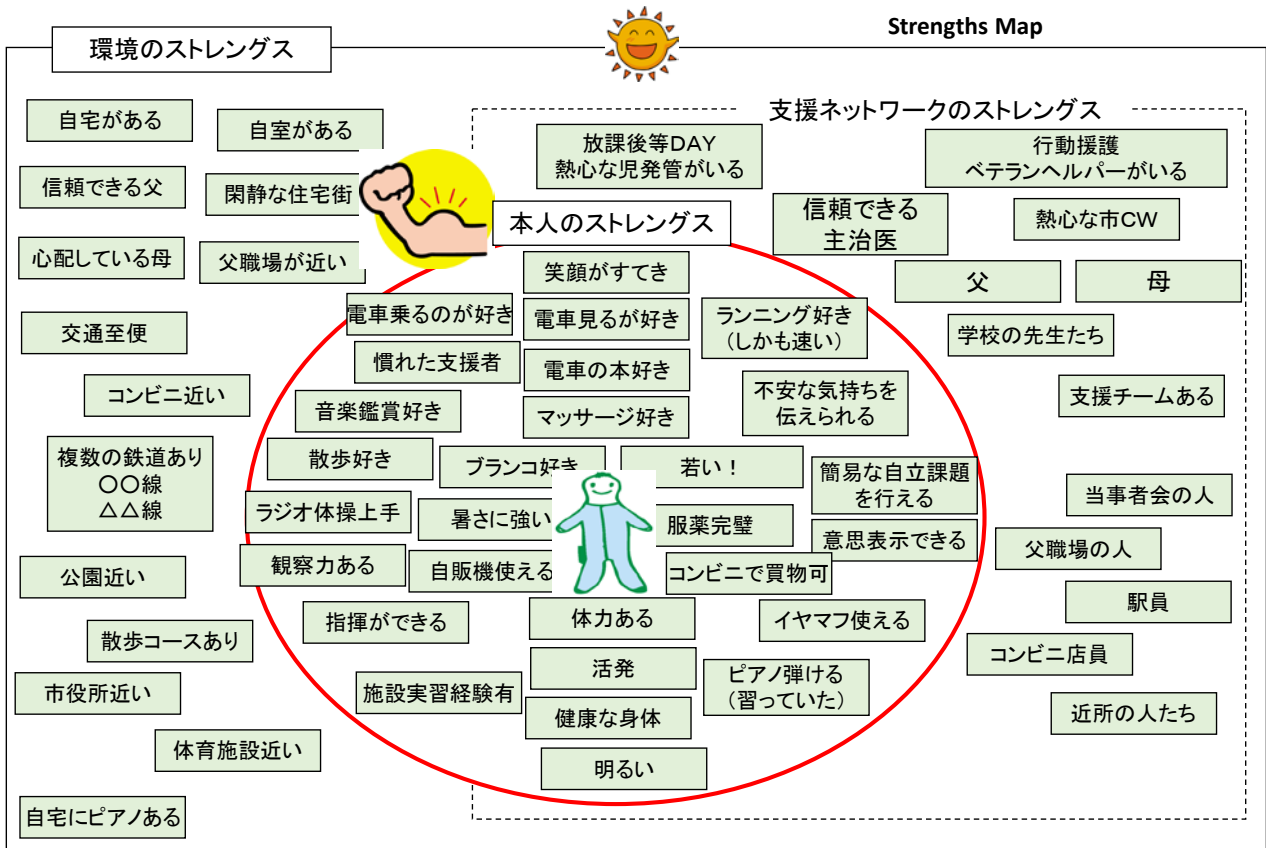 Strengths Map
環境のストレングス
自宅がある
自室がある
信頼できる父
閑静な住宅街
心配している母
父職場が近い
交通至便
コンビニ近い
複数の鉄道あり
〇〇線
△△線
公園近い
散歩コースあり
市役所近い
体育施設近い
自宅にピアノある
支援ネットワークのストレングス
放課後等DAY
熱心な児発管がいる
行動援護
ベテランヘルパーがいる
信頼できる
主治医
熱心な市CW
父
母
学校の先生たち
支援チームある
当事者会の人
父職場の人
駅員
コンビニ店員
近所の人たち
本人のストレングス
笑顔がすてき
電車乗るのが好き
電車見るが好き
ランニング好き
(しかも速い)
慣れた支援者
電車の本好き
不安な気持ちを
伝えられる
音楽鑑賞好き
マッサージ好き
散歩好き
ブランコ好き
若い！
簡易な自立課題
を行える
ラジオ体操上手
暑さに強い
服薬完璧
意思表示できる
観察力ある
自販機使える
コンビニで買物可
指揮ができる
体力ある
イヤマフ使える
活発
施設実習経験有
ピアノ弾ける
(習っていた)
健康な身体
明るい